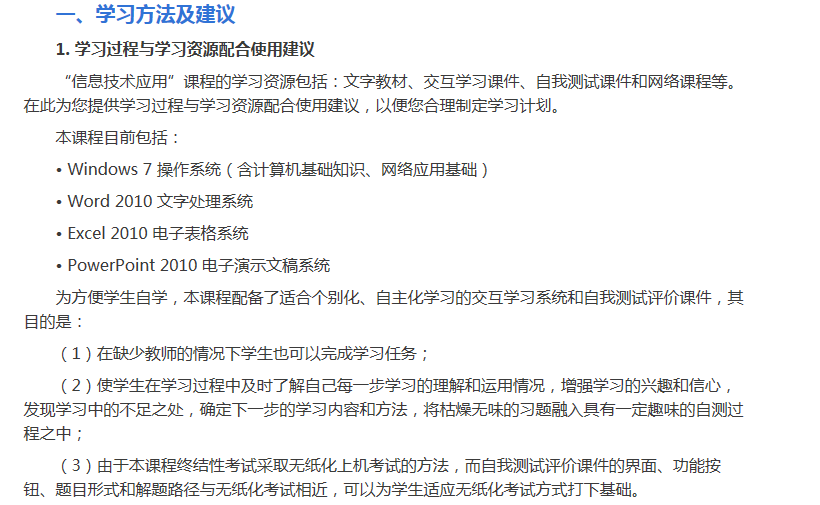 一、学习方法及建议
1. 学习过程与学习资源配合使用建议
“信息技术应用”课程的学习资源包括：文字教材、交互学习课件、自我测试课件和网络课程等。
在此为您提供学习过程与学习资源配合使用建议，以便您合理制定学习计划。
本课程目前包括：
• Windows 7 操作系统（含计算机基础知识、网络应用基础）
• Word 2010 文字处理系统
• Excel 2010 电子表格系统
• PowerPoint 2010 电子演示文稿系统
为方便学生自学，本课程配备了适合个别化、自主化学习的交互学习系统和自我测试评价课件，其
目的是：
（1）在缺少教师的情况下学生也可以完成学习任务；
（2）使学生在学习过程中及时了解自己每一步学习的理解和运用情况，增强学习的兴趣和信心，
发现学习中的不足之处，确定下一步的学习内容和方法，将枯燥无味的习题融入具有一定趣味的自测过
程之中；
（3）由于本课程终结性考试采取无纸化上机考试的方法，而自我测试评价课件的界面、功能按
钮、题目形式和解题路径与无纸化考试相近，可以为学生适应无纸化考试方式打下基础。